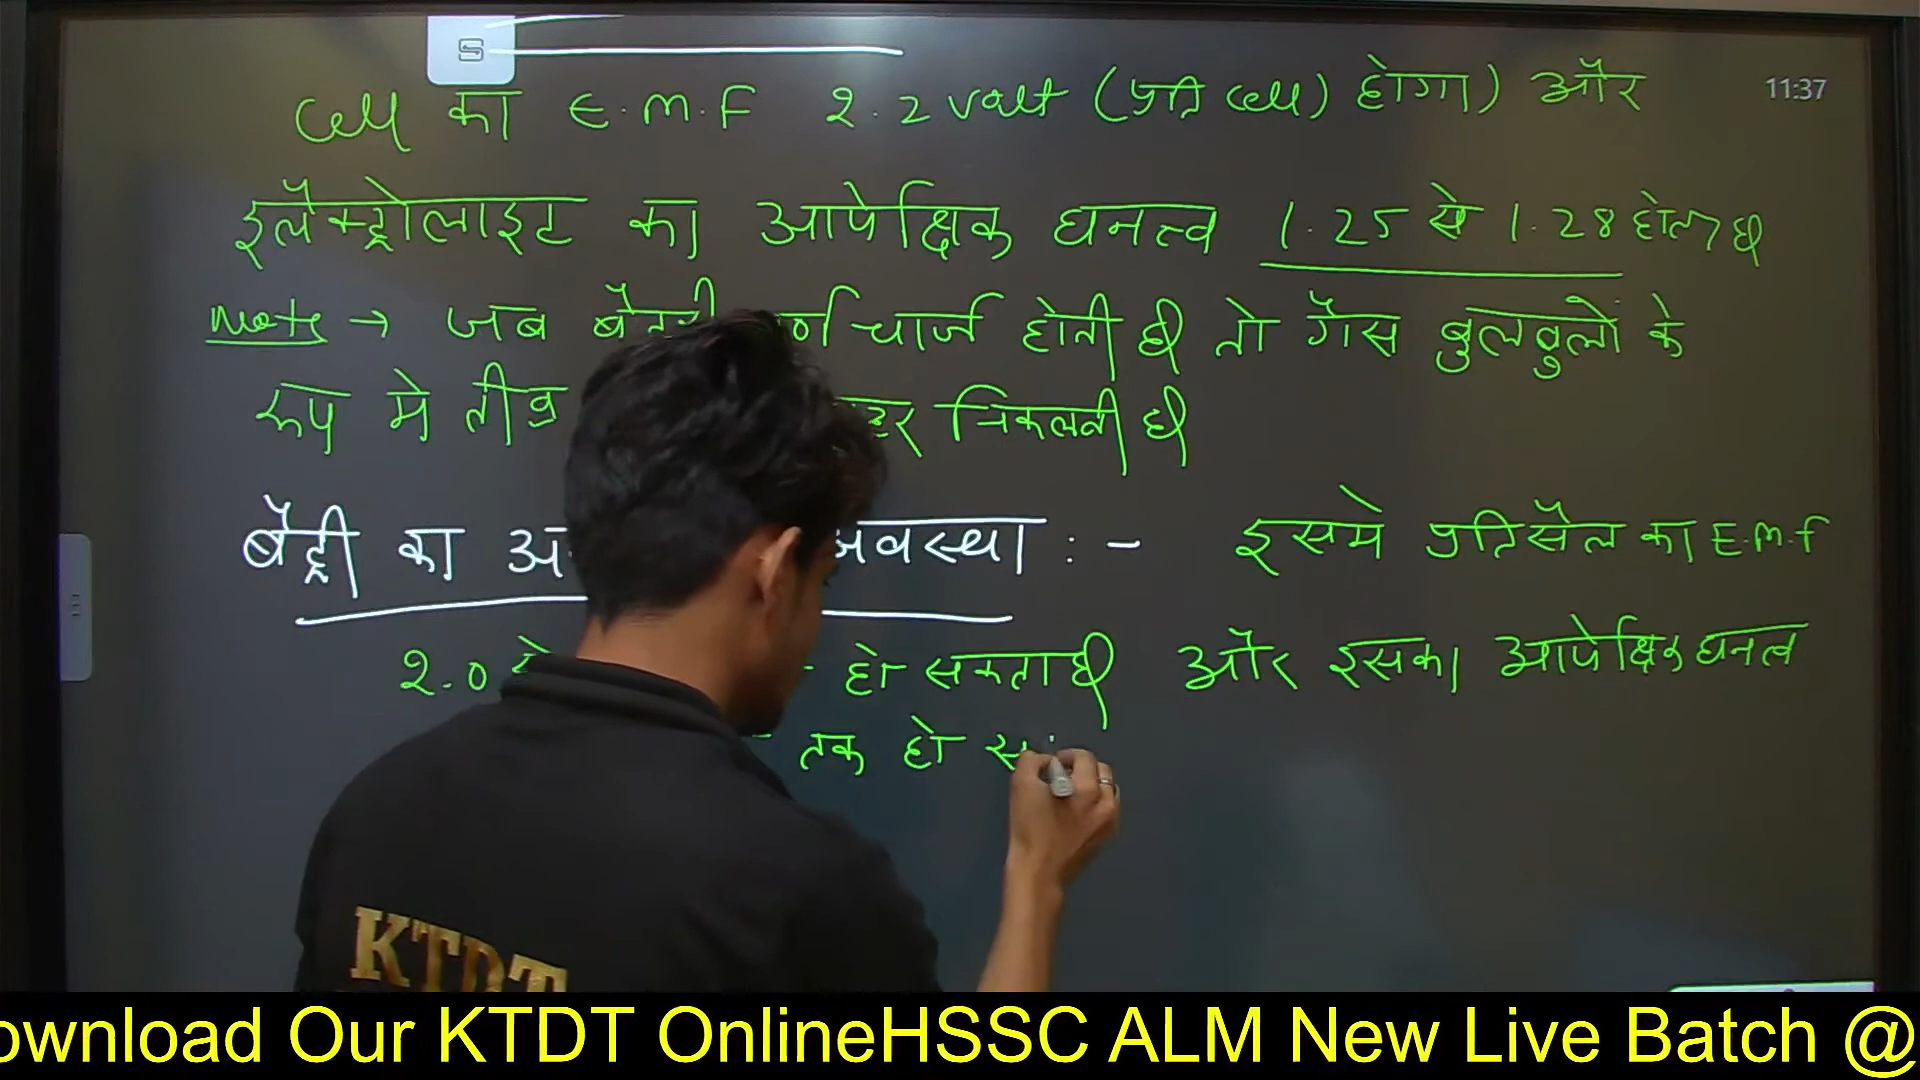 11:37
Cell का E.M.F 2.2 Volt (प्रति Cell) होगा) और
इलैक्ट्रोलाइट का आपेक्षिक घनत्व 1.25 से 1.28 होता है
Note → जब चार्ज होती है तो गैस बुलबुलों के
रूप मे तीव्र निकलती है
बैट्री का अवस्था :- इसमे प्रतिसैल का E.M.F
2.0 से हो सकता है और इसका आपेक्षिक घनत्व
तक हो
KTDT
ownload Our KTDT OnlineHSSC ALM New Live Batch @